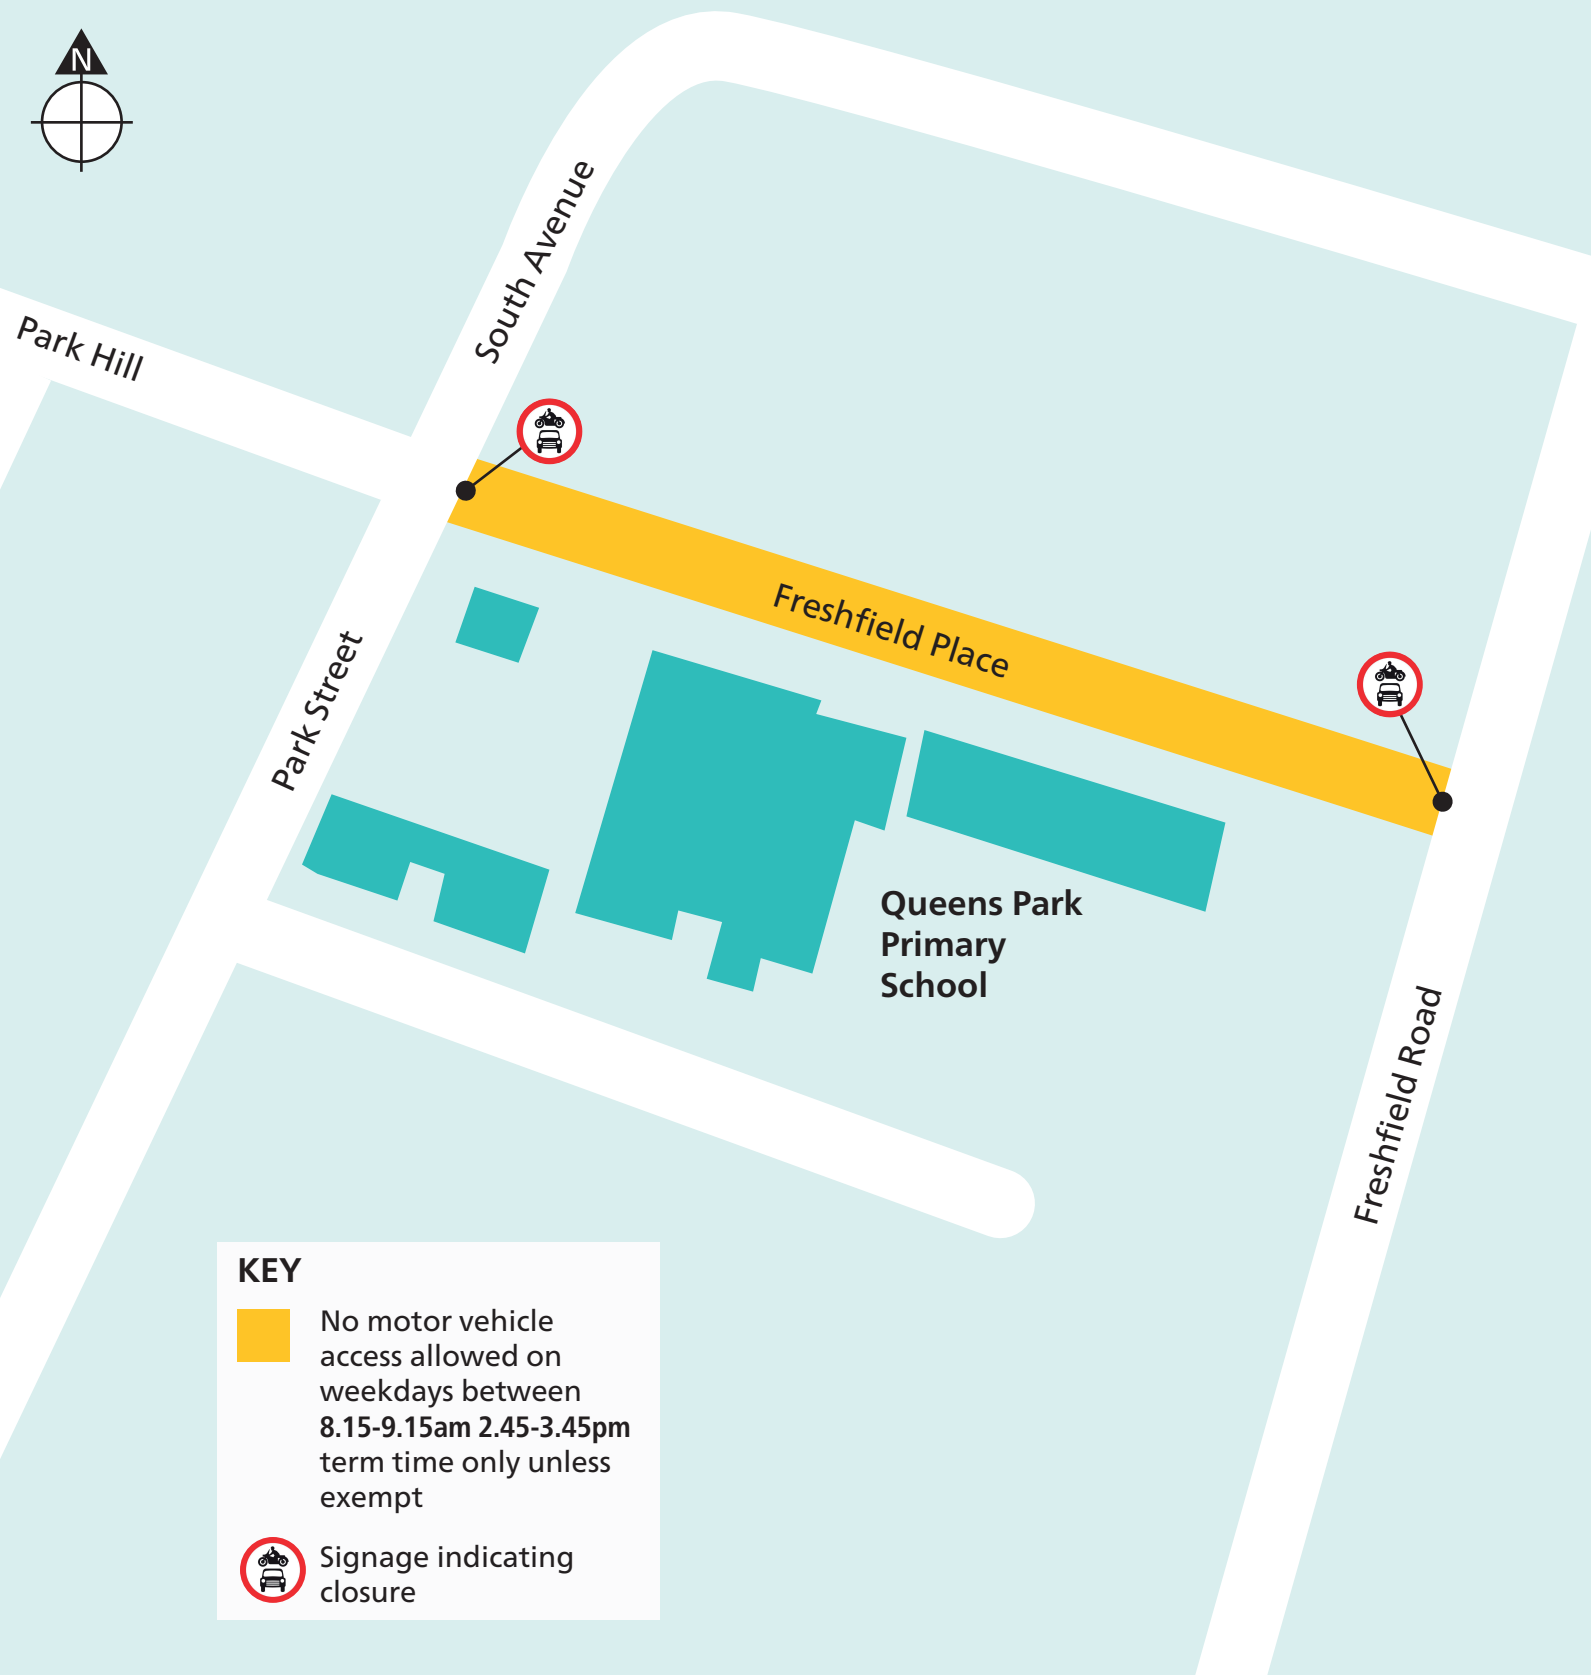 N
South Avenue
Park Hill
Freshfield Place
Park Street
Queens Park
Primary
School
Freshfield Road
KEY
No motor vehicle
access allowed on
weekdays between
8.15-9.15am 2.45-3.45pm
term time only unless
exempt
Signage indicating
closure